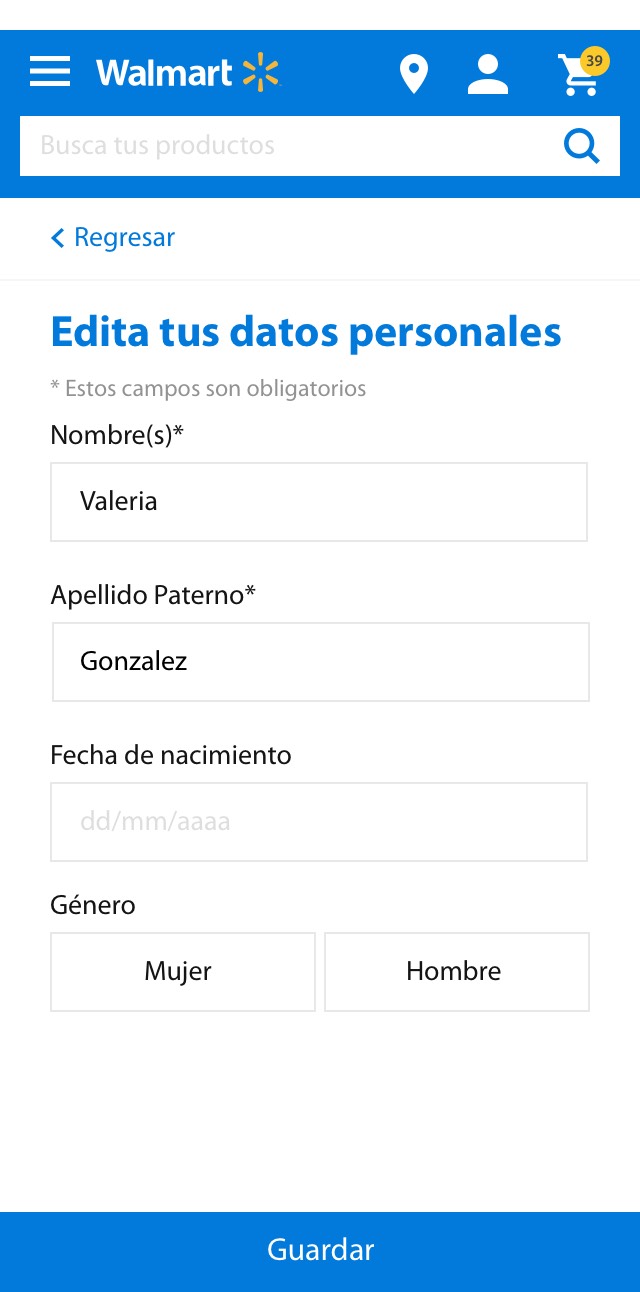 Walmart
39
Busca tus productos
Regresar
Edita tus datos personales
* Estos campos son obligatorios
Nombre(s)*
Valeria
Apellido Paterno*
Gonzalez
Fecha de nacimiento
dd/mm/aaaa
Género
Mujer Hombre
Guardar